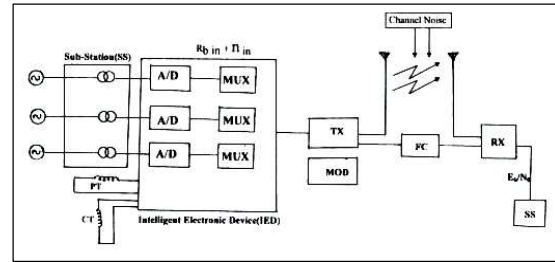 Channel Noise
R_b in + n in
Sub-Station(SS)
A/D
MUX
A/D
MUX
A/D
MUX
TX
FC
RX
MOD
PT
CT
E_b/N_o
SS
Intelligent Electronic Device(IED)